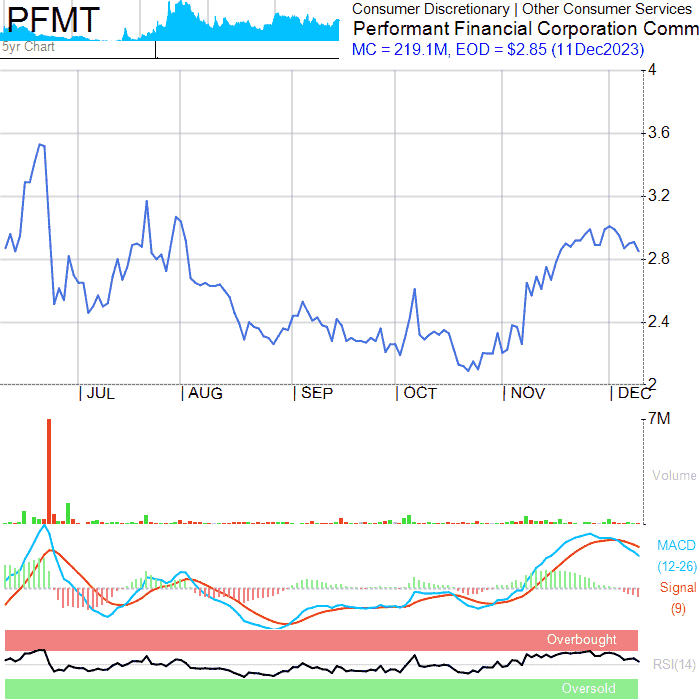 PFMT
5yr Chart
Consumer Discretionary | Other Consumer Services
Performant Financial Corporation Comm
MC = 219.1M, EOD = $2.85 (11Dec2023)
4
3.6
3.2
2.8
2.4
2
JUL AUG SEP OCT NOV DEC
7M
Volume
MACD
(12-26)
Signal
(9)
Overbought
RSI(14)
Oversold